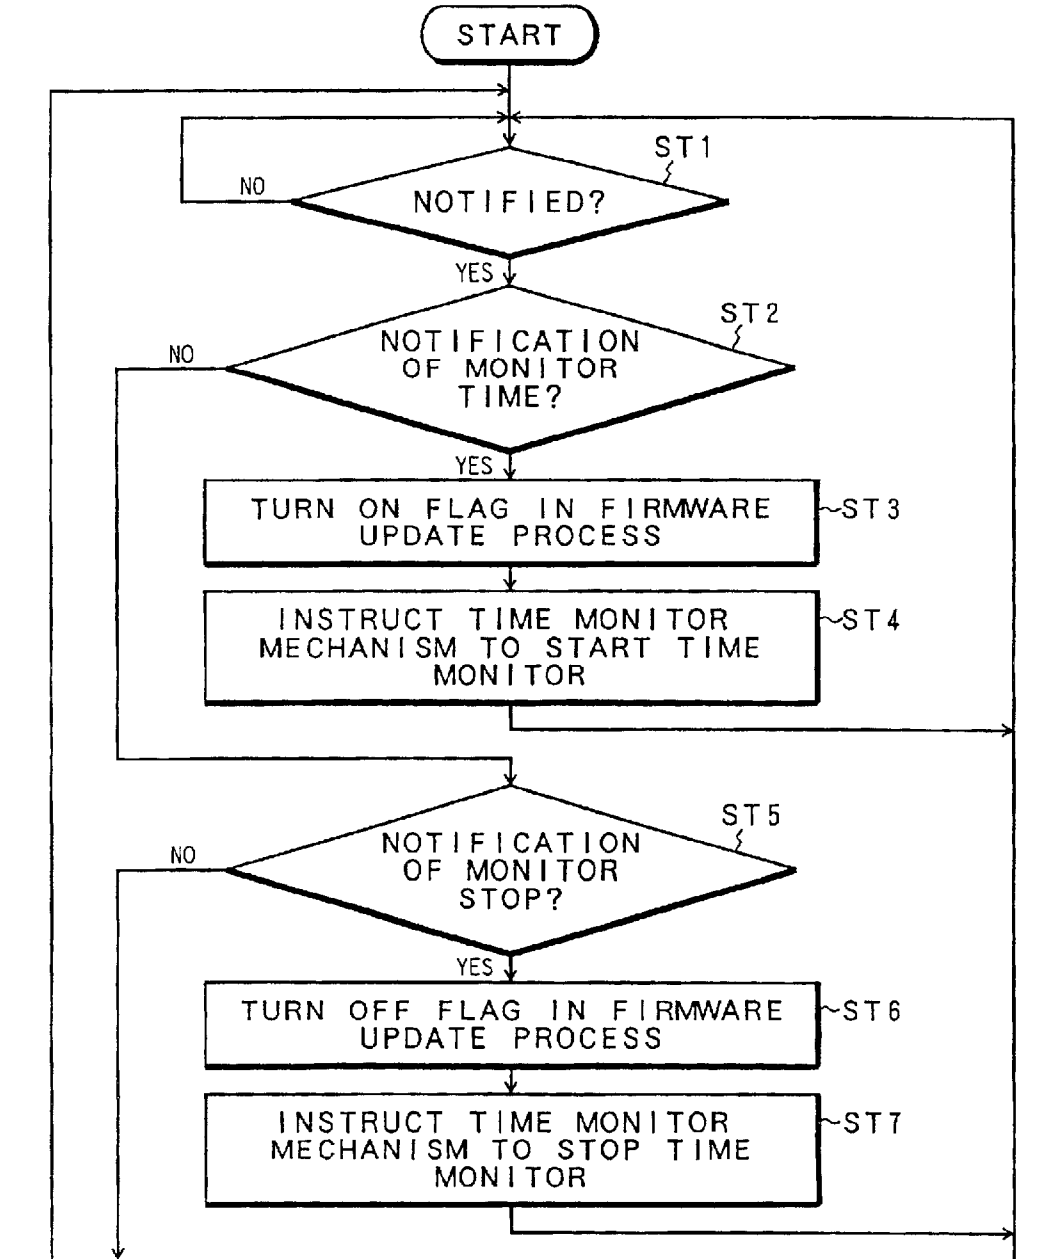 START
ST1
NO
NOTIFIED?
YES
ST2
NO
NOTIFICATION
OF MONITOR
TIME?
YES
TURN ON FLAG IN FIRMWARE
UPDATE PROCESS
ST3
INSTRUCT TIME MONITOR
MECHANISM TO START TIME
MONITOR
ST4
ST5
NO
NOTIFICATION
OF MONITOR
STOP?
YES
TURN OFF FLAG IN FIRMWARE
UPDATE PROCESS
ST6
INSTRUCT TIME MONITOR
MECHANISM TO STOP TIME
MONITOR
ST7